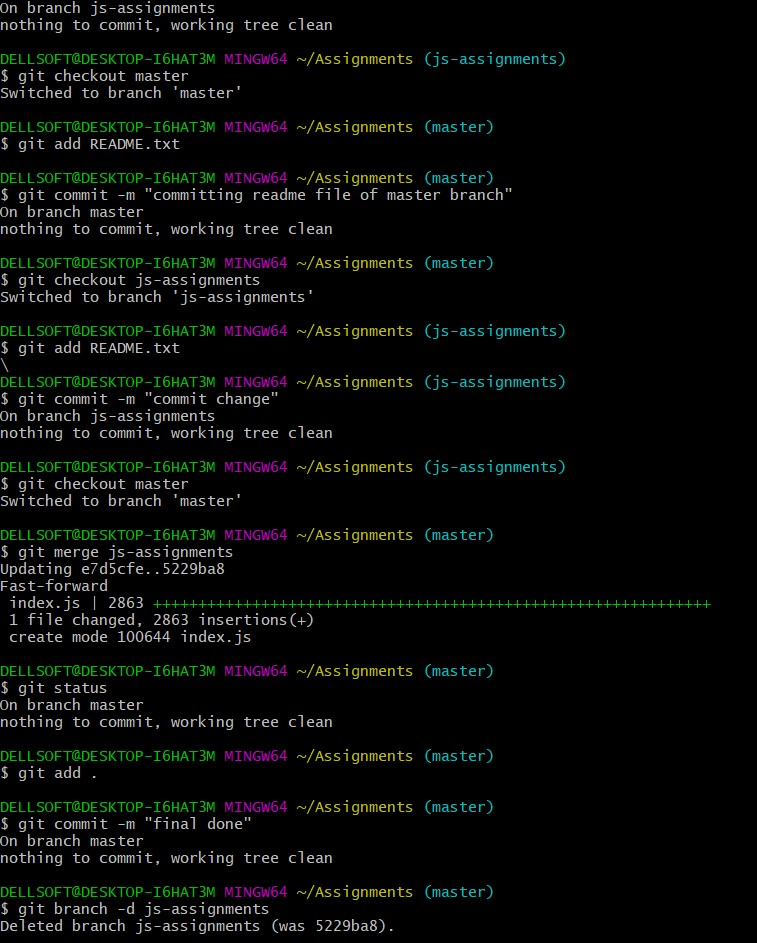 On branch js-assignments
nothing to commit, working tree clean
DELLSOFT@DESKTOP-I6HAT3M MINGW64 ~/Assignments (js-assignments)
$ git checkout master
Switched to branch 'master'
DELLSOFT@DESKTOP-I6HAT3M MINGW64 ~/Assignments (master)
$ git add README.txt
DELLSOFT@DESKTOP-I6HAT3M MINGW64 ~/Assignments (master)
$ git commit -m "committing readme file of master branch"
On branch master
nothing to commit, working tree clean
DELLSOFT@DESKTOP-I6HAT3M MINGW64 ~/Assignments (master)
$ git checkout js-assignments
Switched to branch 'js-assignments'
DELLSOFT@DESKTOP-I6HAT3M MINGW64 ~/Assignments (js-assignments)
$ git add README.txt
\
DELLSOFT@DESKTOP-I6HAT3M MINGW64 ~/Assignments (js-assignments)
$ git commit -m "commit change"
On branch js-assignments
nothing to commit, working tree clean
DELLSOFT@DESKTOP-I6HAT3M MINGW64 ~/Assignments (js-assignments)
$ git checkout master
Switched to branch 'master'
DELLSOFT@DESKTOP-I6HAT3M MINGW64 ~/Assignments (master)
$ git merge js-assignments
Updating e7d5cfe..5229ba8
Fast-forward
 index.js | 2863 ++++++++++++++++++++++++++++++++++++++++++++++++++++++++++++++
 1 file changed, 2863 insertions(+)
 create mode 100644 index.js
DELLSOFT@DESKTOP-I6HAT3M MINGW64 ~/Assignments (master)
$ git status
On branch master
nothing to commit, working tree clean
DELLSOFT@DESKTOP-I6HAT3M MINGW64 ~/Assignments (master)
$ git add .
DELLSOFT@DESKTOP-I6HAT3M MINGW64 ~/Assignments (master)
$ git commit -m "final done"
On branch master
nothing to commit, working tree clean
DELLSOFT@DESKTOP-I6HAT3M MINGW64 ~/Assignments (master)
$ git branch -d js-assignments
Deleted branch js-assignments (was 5229ba8).